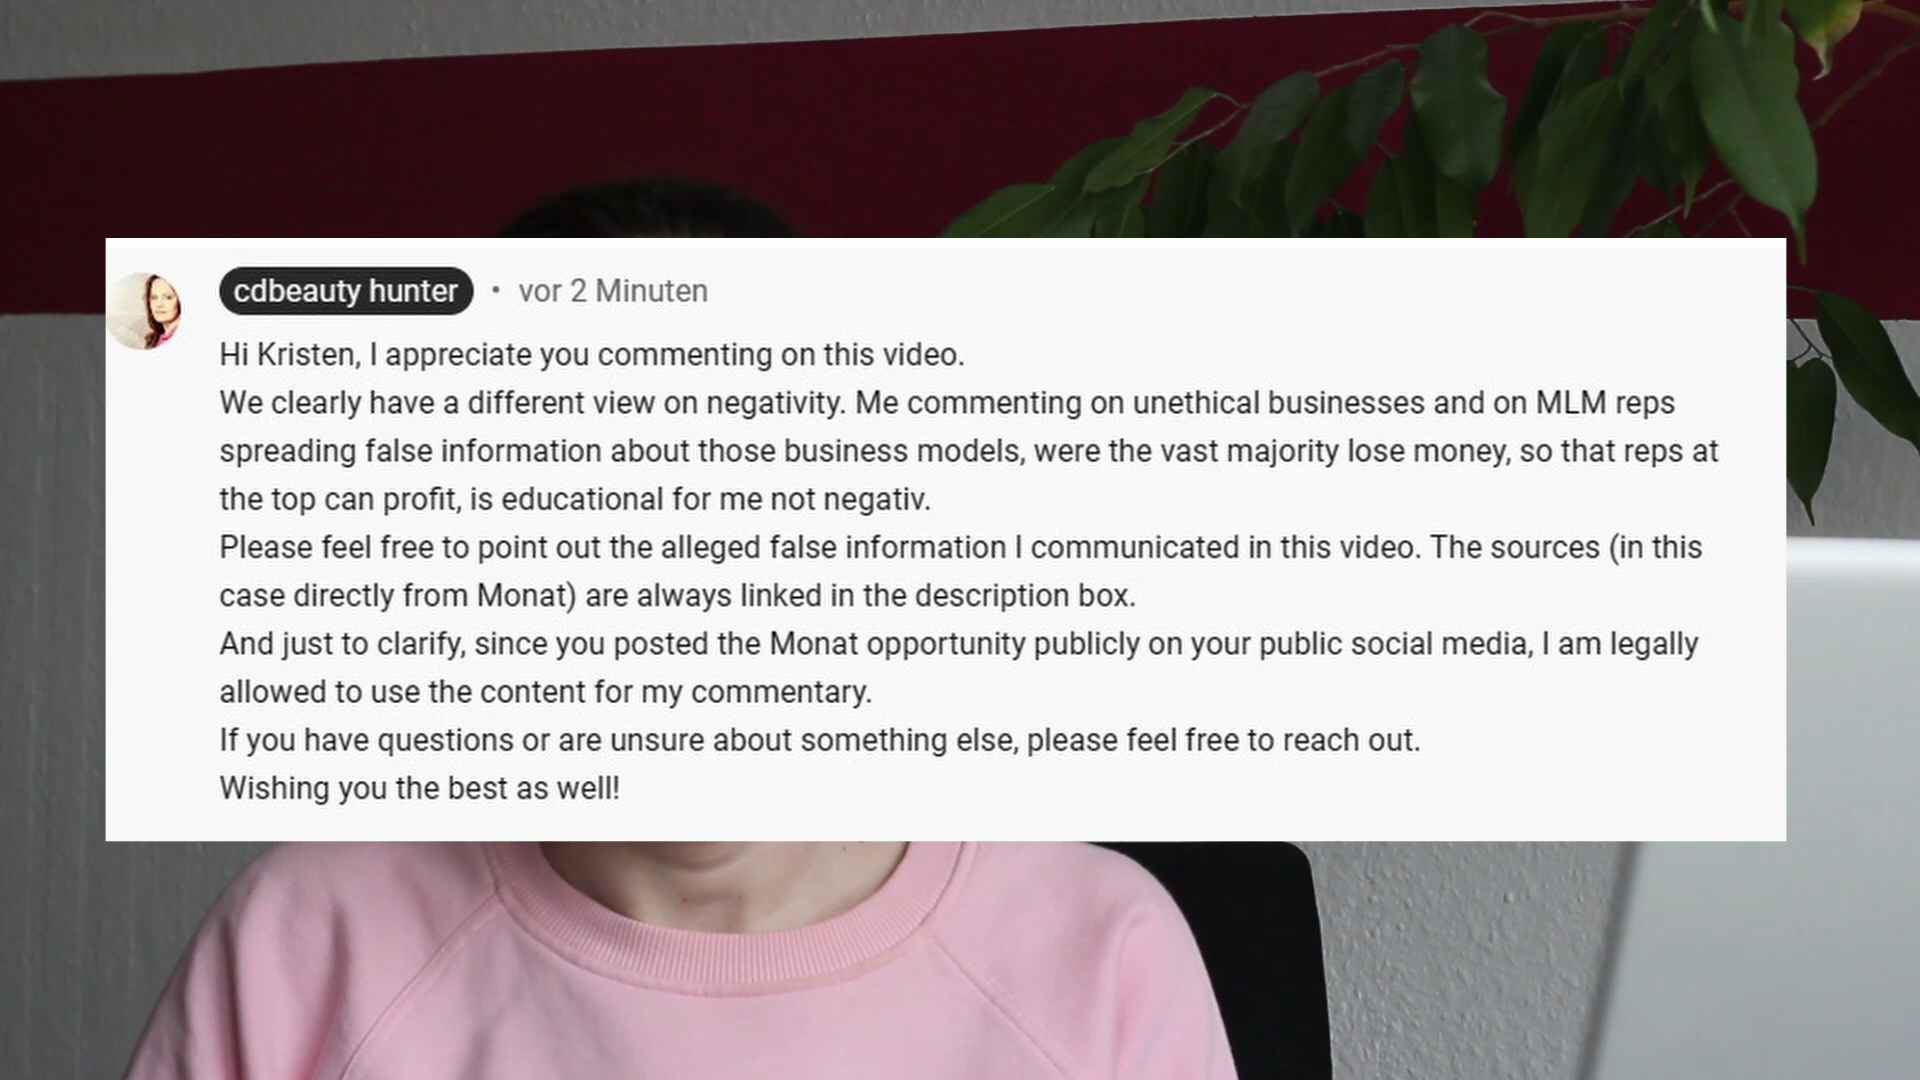 cdbeauty hunter • vor 2 Minuten
Hi Kristen, I appreciate you commenting on this video.
We clearly have a different view on negativity. Me commenting on unethical businesses and on MLM reps
spreading false information about those business models, were the vast majority lose money, so that reps at
the top can profit, is educational for me not negativ.
Please feel free to point out the alleged false information I communicated in this video. The sources (in this
case directly from Monat) are always linked in the description box.
And just to clarify, since you posted the Monat opportunity publicly on your public social media, I am legally
allowed to use the content for my commentary.
If you have questions or are unsure about something else, please feel free to reach out.
Wishing you the best as well!